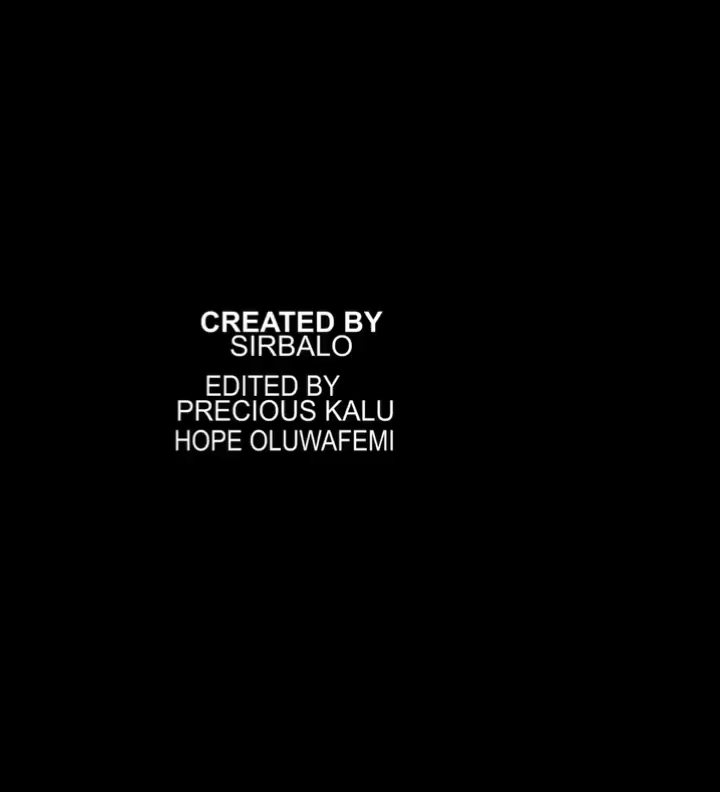 CREATED BY
SIRBALO
EDITED BY
PRECIOUS KALU
HOPE OLUWAFEMI